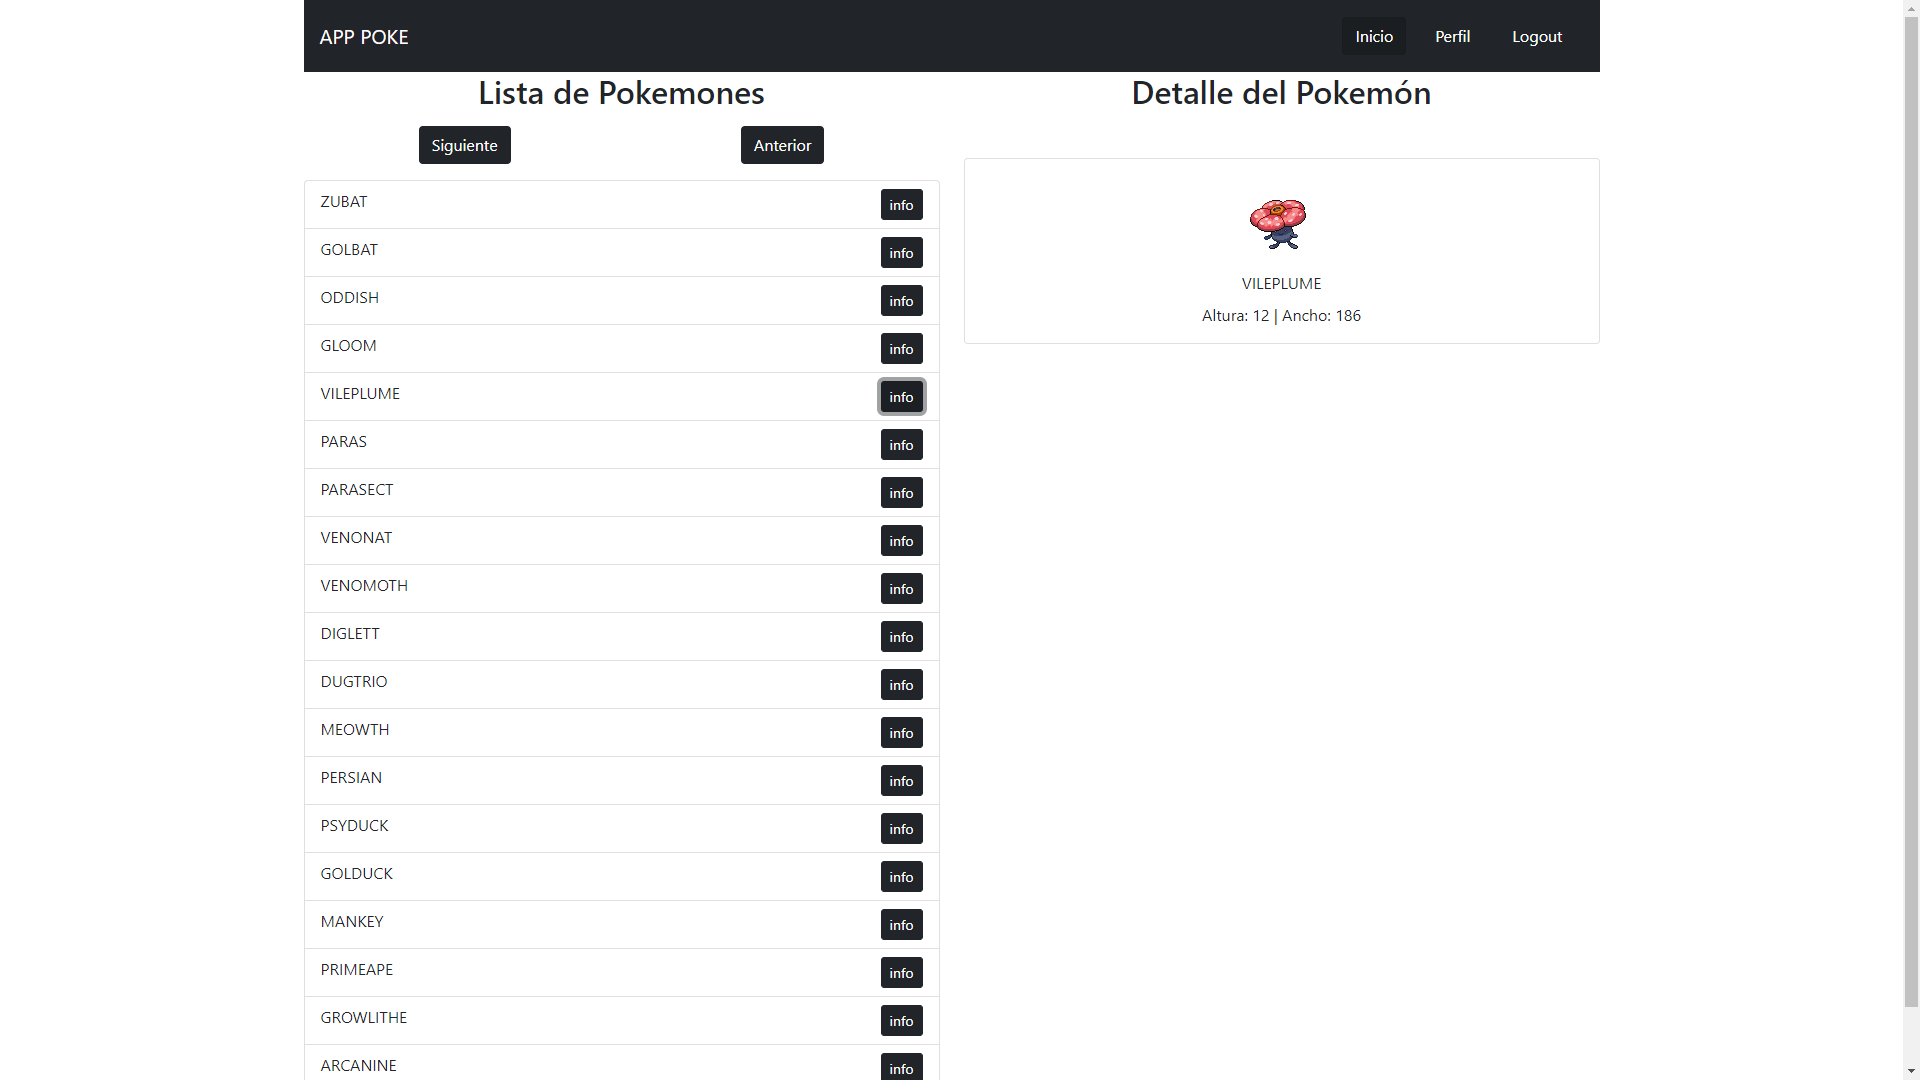 APP POKE Inicio Perfil Logout
Lista de Pokemones
Siguiente Anterior
ZUBAT info
GOLBAT info
ODDISH info
GLOOM info
VILEPLUME info
PARAS info
PARASECT info
VENONAT info
VENOMOTH info
DIGLETT info
DUGTRIO info
MEOWTH info
PERSIAN info
PSYDUCK info
GOLDUCK info
MANKEY info
PRIMEAPE info
GROWLITHE info
ARCANINE info
Detalle del Pokemón
VILEPLUME
Altura: 12 | Ancho: 186